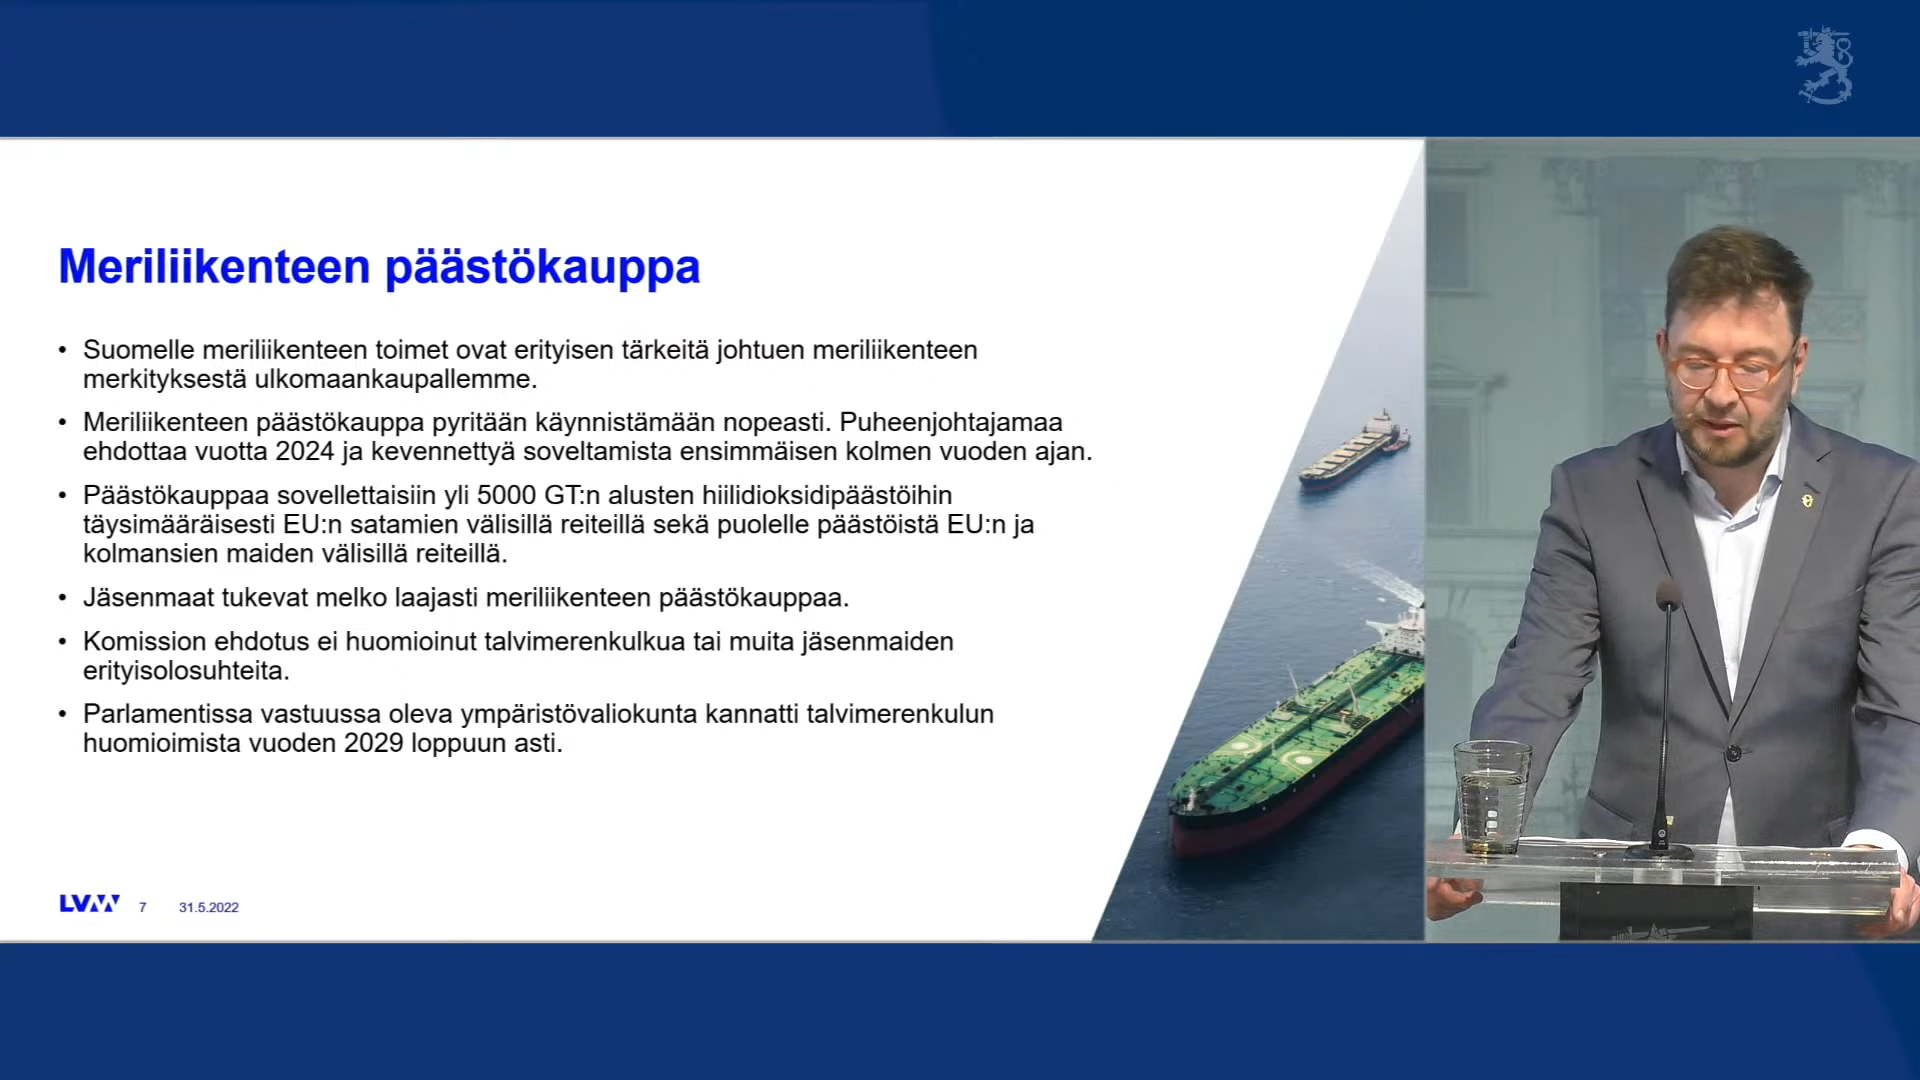 Meriliikenteen päästökauppa
• Suomelle meriliikenteen toimet ovat erityisen tärkeitä johtuen meriliikenteen
merkityksestä ulkomaankaupallemme.
• Meriliikenteen päästökauppa pyritään käynnistämään nopeasti. Puheenjohtajamaa
ehdottaa vuotta 2024 ja kevennettyä soveltamista ensimmäisen kolmen vuoden ajan.
• Päästökauppaa sovellettaisiin yli 5000 GT:n alusten hiilidioksidipäästöihin
täysimääräisesti EU:n satamien välisillä reiteillä sekä puolelle päästöistä EU:n ja
kolmansien maiden välisillä reiteillä.
• Jäsenmaat tukevat melko laajasti meriliikenteen päästökauppaa.
• Komission ehdotus ei huomioinut talvimerenkulkua tai muita jäsenmaiden
erityisolosuhteita.
• Parlamentissa vastuussa oleva ympäristövaliokunta kannatti talvimerenkulun
huomioimista vuoden 2029 loppuun asti.
LVM 7 31.5.2022